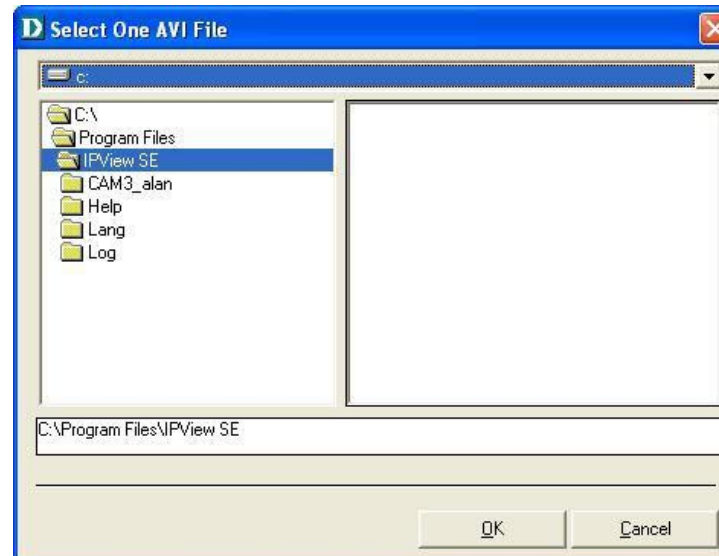 D Select One AVI File
c:
C:\
Program Files
IPView SE
CAM3_alan
Help
Lang
Log
C:\Program Files\IPView SE
OK
Cancel